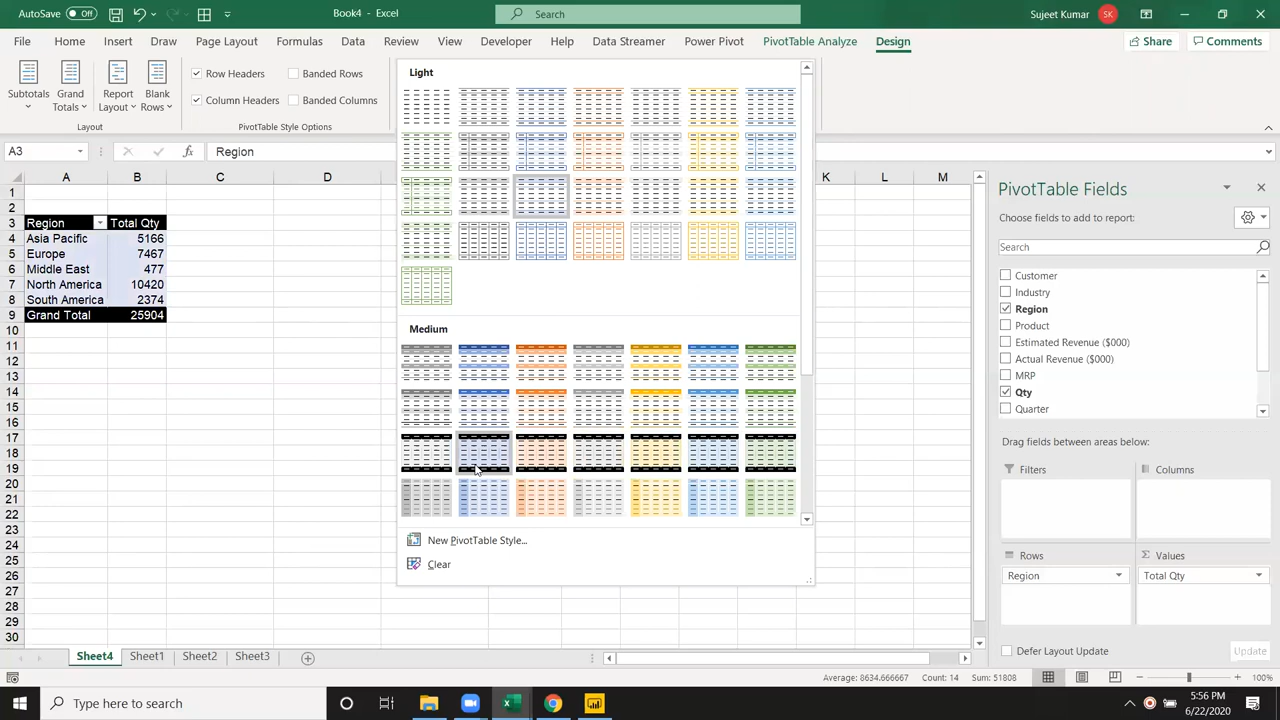 AutoSave Off Book4 - Excel Search Sujeet Kumar SK
File Home Insert Draw Page Layout Formulas Data Review View Developer Help Data Streamer Power Pivot PivotTable Analyze Design Share Comments
Subtotals
Grand Totals
Report Layout
Blank Rows
Layout
Row Headers Banded Rows
Column Headers Banded Columns
PivotTable Style Options
A3 fx Region
A B C D K L M
1
2
3 Region Total Qty
4 Asia Pacific 5166
5 Europe 7467
6 Middle East 477
7 North America 10420
8 South America 2374
9 Grand Total 25904
10
11
12
13
14
15
16
17
18
19
20
21
22
23
24
25
26
27
28
29
30
Light
Medium
New PivotTable Style...
Clear
PivotTable Fields
Choose fields to add to report:
Search
Customer
Industry
Region
Product
Estimated Revenue ($000)
Actual Revenue ($000)
MRP
Qty
Quarter
Drag fields between areas below:
Filters Columns
Rows Σ Values
Region Total Qty
Defer Layout Update Update
Sheet4 Sheet1 Sheet2 Sheet3
Average: 8634.666667 Count: 14 Sum: 51808 100%
Type here to search
5:56 PM
6/22/2020